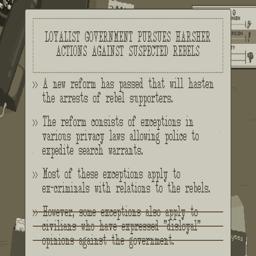 LOYALIST GOVERNMENT PURSUES HARSHER
ACTIONS AGAINST SUSPECTED REBELS
» A new reform has passed that will hasten
the arrests of rebel supporters.
» The reform consists of exceptions in
various privacy laws allowing police to
expedite search warrants.
» Most of these exceptions apply to
ex-criminals with relations to the rebels.
» However, some exceptions also apply to
civilians who have expressed "disloyal"
opinions against the government.